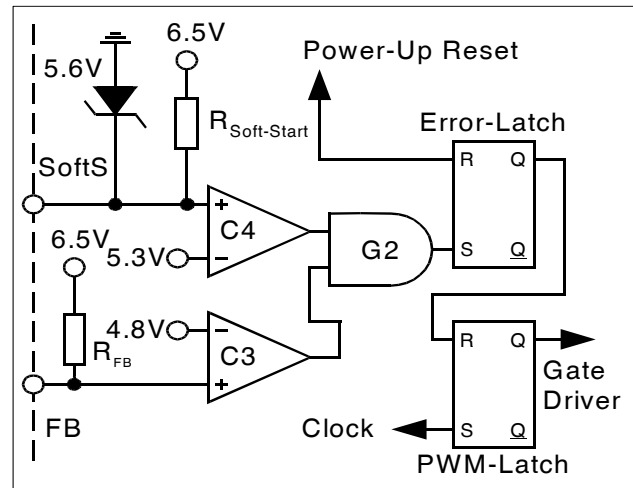 6.5V
Power-Up Reset
5.6V
R Soft-Start
Error-Latch
SoftS
R Q
+
C4
6.5V
5.3V
-
G2
S Q
4.8V
-
C3
R FB
+
R Q
Gate
Driver
FB
Clock
S Q
PWM-Latch